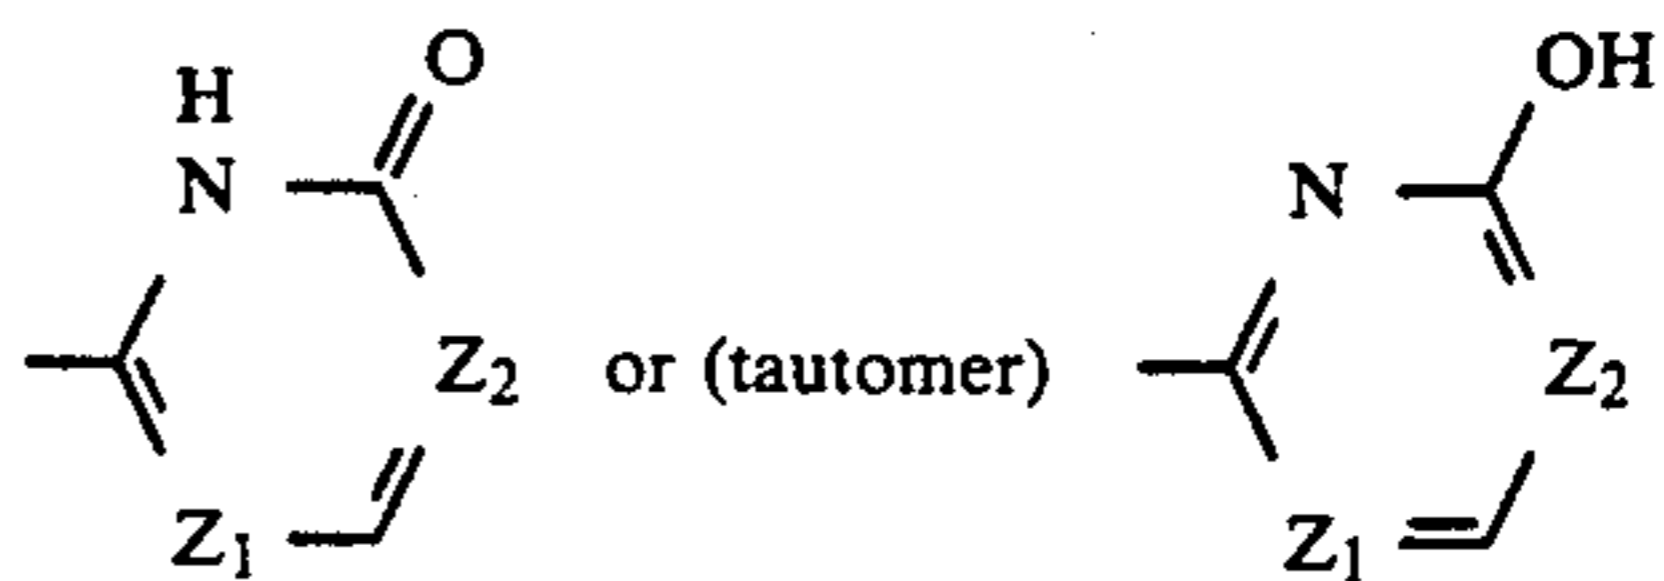 H
N
O
Z₂
Z₁
or (tautomer)
N
OH
Z₂
Z₁